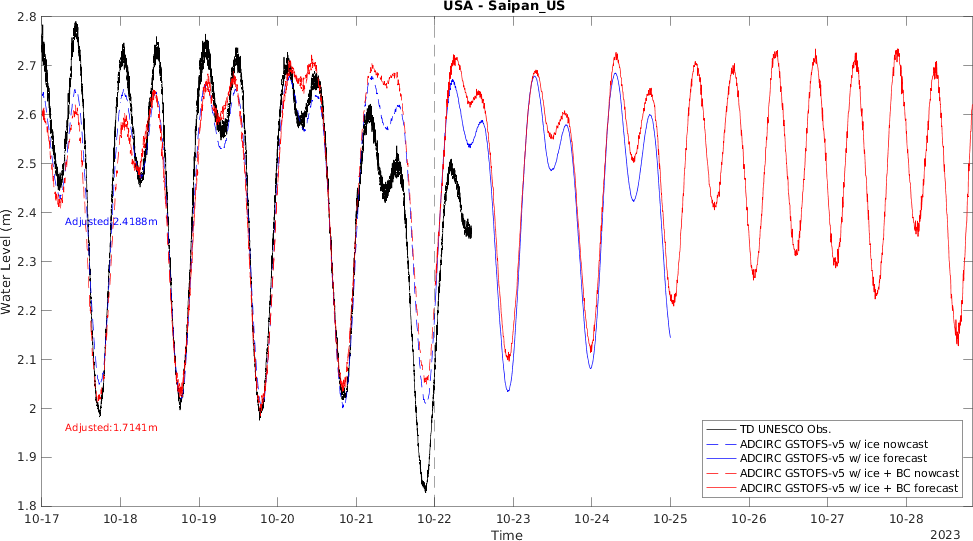 USA - Saipan_US
2.8
2.7
2.6
2.5
2.4
2.3
2.2
2.1
2
1.9
1.8
Water Level (m)
Adjusted:2.4188m
Adjusted:1.7141m
TD UNESCO Obs.
ADCIRC GSTOFS-v5 w/ ice nowcast
ADCIRC GSTOFS-v5 w/ ice forecast
ADCIRC GSTOFS-v5 w/ ice + BC nowcast
ADCIRC GSTOFS-v5 w/ ice + BC forecast
10-17 10-18 10-19 10-20 10-21 10-22 10-23 10-24 10-25 10-26 10-27 10-28
Time
2023